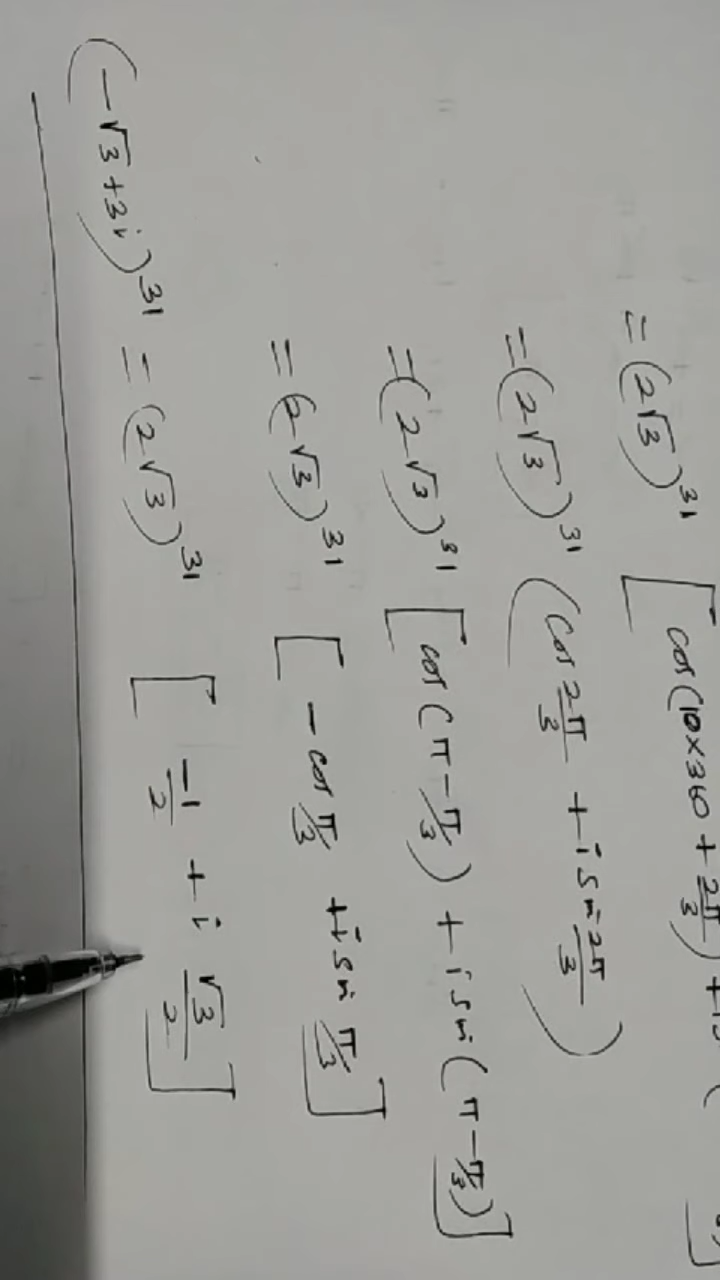 = (2√3)³¹ [cos(10×360 + 2π/3) + i
= (2√3)³¹ (cos 2π/3 + i sin 2π/3)
= (2√3)³¹ [cos(π - π/3) + i sin(π - π/3)]
= (2√3)³¹ [-cos π/3 + i sin π/3]
(-√3 + 3i)³¹ = (2√3)³¹ [-1/2 + i √3/2]